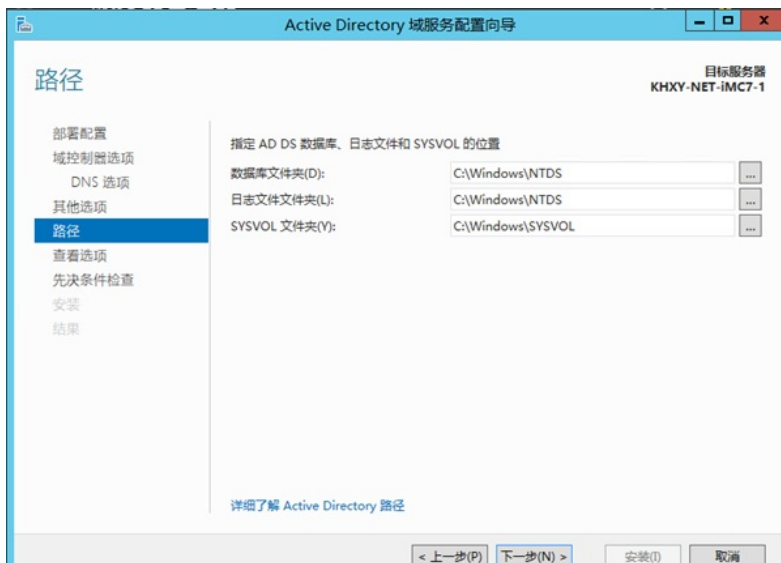 Active Directory 域服务配置向导
路径
目标服务器
KHXY-NET-iMC7-1
部署配置
域控制器选项
DNS 选项
其他选项
路径
查看选项
先决条件检查
安装
结果
指定 AD DS 数据库、日志文件和 SYSVOL 的位置
数据库文件夹(D): C:\Windows\NTDS ...
日志文件文件夹(L): C:\Windows\NTDS ...
SYSVOL 文件夹(Y): C:\Windows\SYSVOL ...
详细了解 Active Directory 路径
< 上一步(P) 下一步(N) > 安装(I) 取消